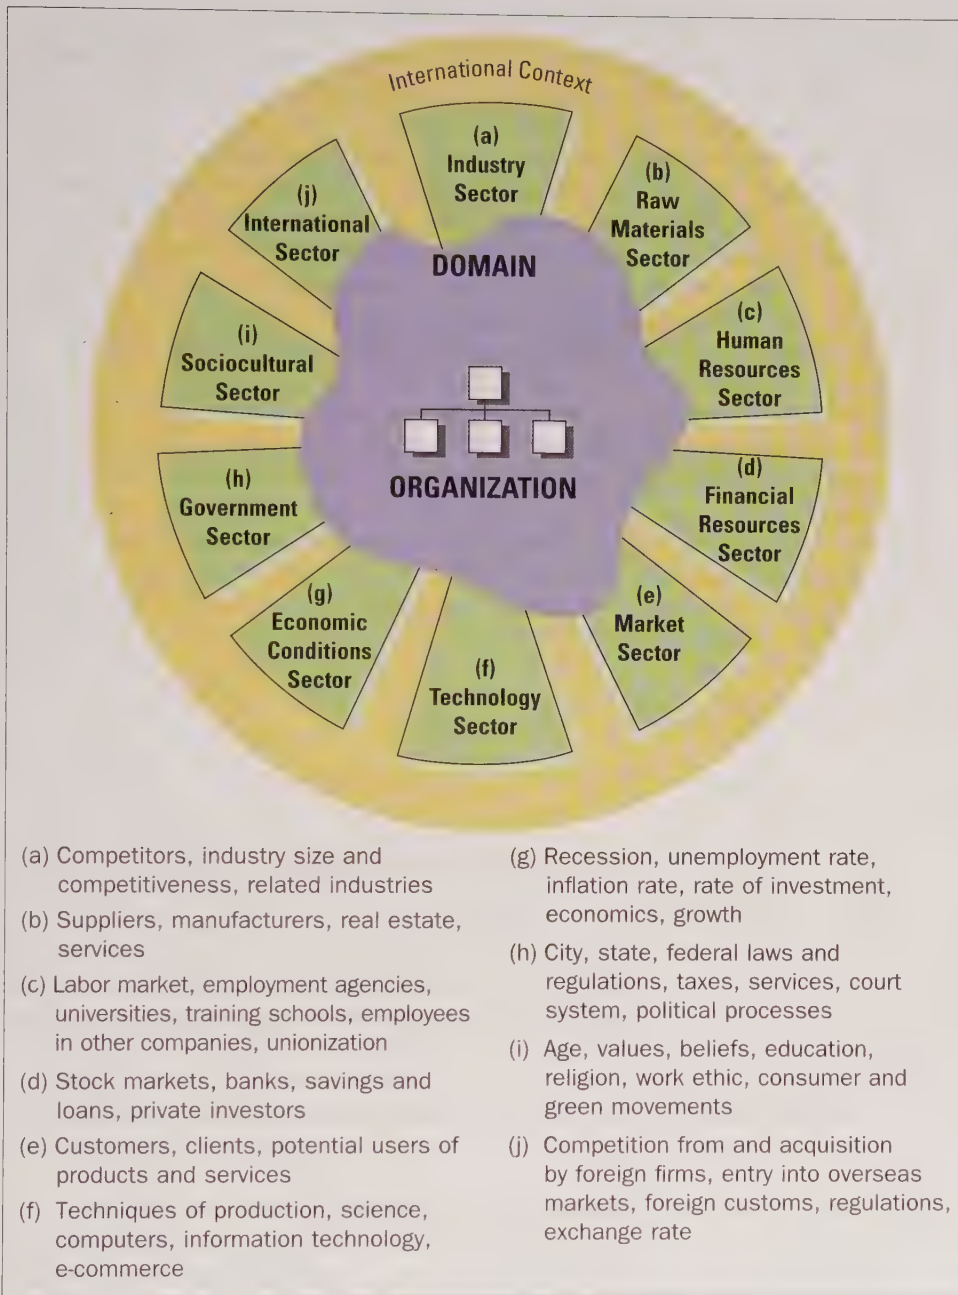 International Context
(a)
Industry
Sector
(b)
Raw
Materials
Sector
(c)
Human
Resources
Sector
(d)
Financial
Resources
Sector
(e)
Market
Sector
(f)
Technology
Sector
(g)
Economic
Conditions
Sector
(h)
Government
Sector
(i)
Sociocultural
Sector
(j)
International
Sector
DOMAIN
ORGANIZATION
(a) Competitors, industry size and
competitiveness, related industries
(b) Suppliers, manufacturers, real estate,
services
(c) Labor market, employment agencies,
universities, training schools, employees
in other companies, unionization
(d) Stock markets, banks, savings and
loans, private investors
(e) Customers, clients, potential users of
products and services
(f) Techniques of production, science,
computers, information technology,
e-commerce
(g) Recession, unemployment rate,
inflation rate, rate of investment,
economics, growth
(h) City, state, federal laws and
regulations, taxes, services, court
system, political processes
(i) Age, values, beliefs, education,
religion, work ethic, consumer and
green movements
(j) Competition from and acquisition
by foreign firms, entry into overseas
markets, foreign customs, regulations,
exchange rate